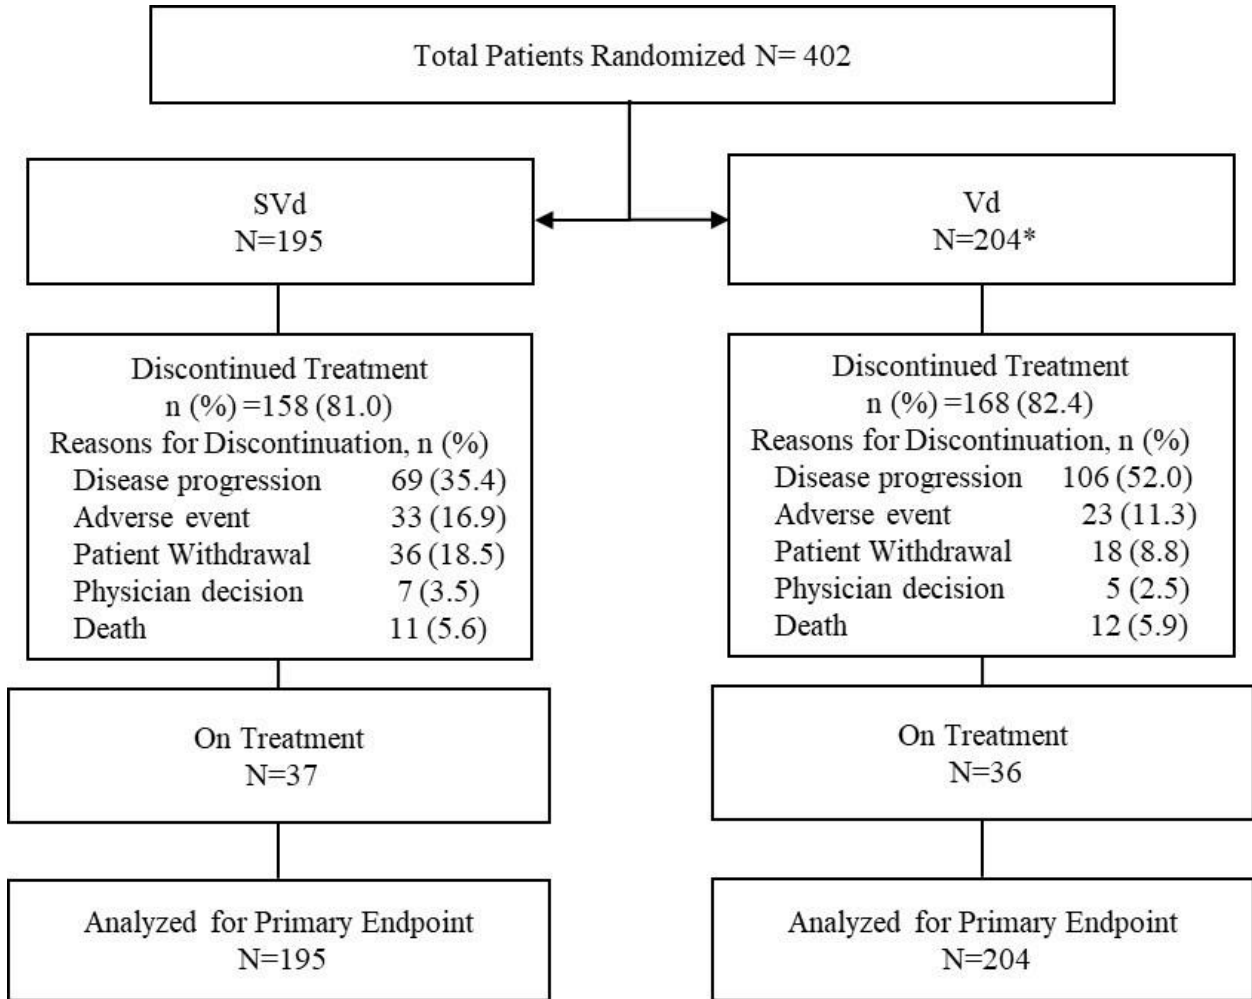 Total Patients Randomized N= 402
SVd
N=195
Vd
N=204*
Discontinued Treatment
n (%) =158 (81.0)
Reasons for Discontinuation, n (%)
Disease progression 69 (35.4)
Adverse event 33 (16.9)
Patient Withdrawal 36 (18.5)
Physician decision 7 (3.5)
Death 11 (5.6)
Discontinued Treatment
n (%) =168 (82.4)
Reasons for Discontinuation, n (%)
Disease progression 106 (52.0)
Adverse event 23 (11.3)
Patient Withdrawal 18 (8.8)
Physician decision 5 (2.5)
Death 12 (5.9)
On Treatment
N=37
On Treatment
N=36
Analyzed for Primary Endpoint
N=195
Analyzed for Primary Endpoint
N=204